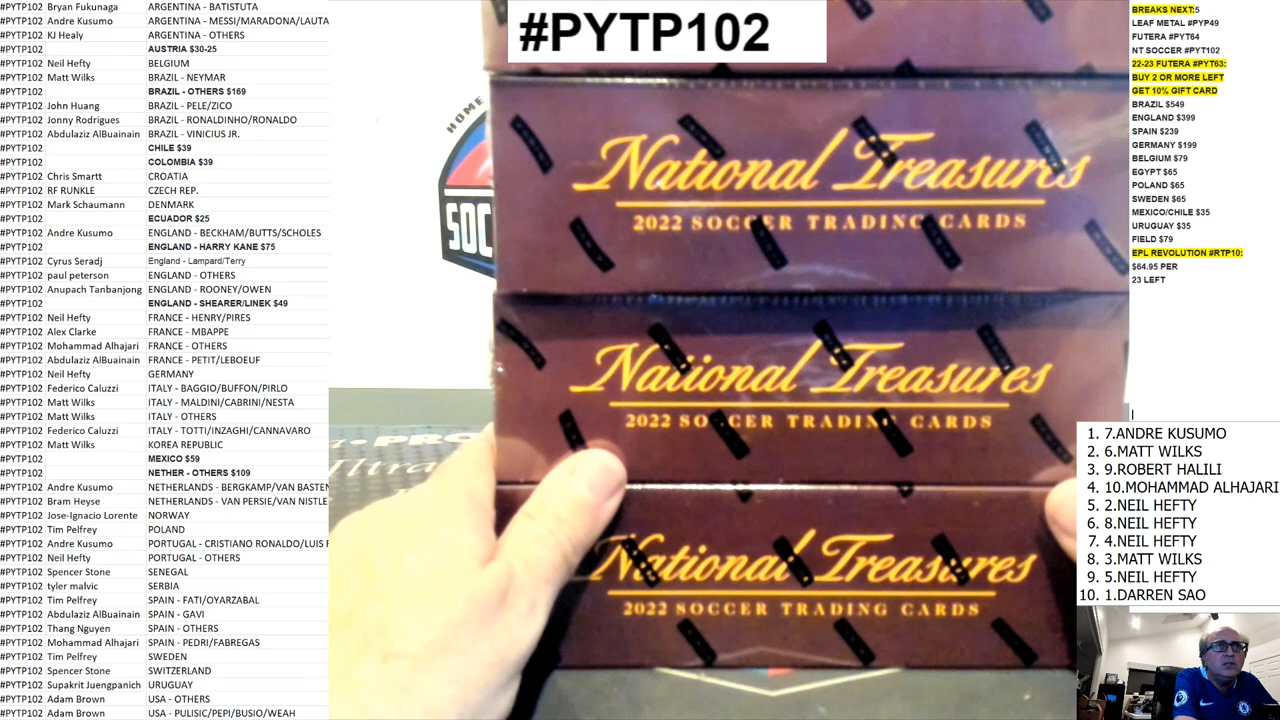 #PYTP102 Bryan Fukunaga ARGENTINA - BATISTUTA
#PYTP102 Andre Kusumo ARGENTINA - MESSI/MARADONA/LAUTA
#PYTP102 KJ Healy ARGENTINA - OTHERS
#PYTP102 AUSTRIA $30-25
#PYTP102 Neil Hefty BELGIUM
#PYTP102 Matt Wilks BRAZIL - NEYMAR
#PYTP102 BRAZIL - OTHERS $169
#PYTP102 John Huang BRAZIL - PELE/ZICO
#PYTP102 Jonny Rodrigues BRAZIL - RONALDINHO/RONALDO
#PYTP102 Abdulaziz AlBuainain BRAZIL - VINICIUS JR.
#PYTP102 CHILE $39
#PYTP102 COLOMBIA $39
#PYTP102 Chris Smartt CROATIA
#PYTP102 RF RUNKLE CZECH REP.
#PYTP102 Mark Schaumann DENMARK
#PYTP102 ECUADOR $25
#PYTP102 Andre Kusumo ENGLAND - BECKHAM/BUTTS/SCHOLES
#PYTP102 ENGLAND - HARRY KANE $75
#PYTP102 Cyrus Seradj England - Lampard/Terry
#PYTP102 paul peterson ENGLAND - OTHERS
#PYTP102 Anupach Tanbanjong ENGLAND - ROONEY/OWEN
#PYTP102 ENGLAND - SHEARER/LINEK $49
#PYTP102 Neil Hefty FRANCE - HENRY/PIRES
#PYTP102 Alex Clarke FRANCE - MBAPPE
#PYTP102 Mohammad Alhajari FRANCE - OTHERS
#PYTP102 Abdulaziz AlBuainain FRANCE - PETIT/LEBOEUF
#PYTP102 Neil Hefty GERMANY
#PYTP102 Federico Caluzzi ITALY - BAGGIO/BUFFON/PIRLO
#PYTP102 Matt Wilks ITALY - MALDINI/CABRINI/NESTA
#PYTP102 Matt Wilks ITALY - OTHERS
#PYTP102 Federico Caluzzi ITALY - TOTTI/INZAGHI/CANNAVARO
#PYTP102 Matt Wilks KOREA REPUBLIC
#PYTP102 MEXICO $59
#PYTP102 NETHER - OTHERS $109
#PYTP102 Andre Kusumo NETHERLANDS - BERGKAMP/VAN BASTEN
#PYTP102 Bram Heyse NETHERLANDS - VAN PERSIE/VAN NISTLE
#PYTP102 Jose-Ignacio Lorente NORWAY
#PYTP102 Tim Pelfrey POLAND
#PYTP102 Andre Kusumo PORTUGAL - CRISTIANO RONALDO/LUIS F
#PYTP102 Neil Hefty PORTUGAL - OTHERS
#PYTP102 Spencer Stone SENEGAL
#PYTP102 tyler malvic SERBIA
#PYTP102 Tim Pelfrey SPAIN - FATI/OYARZABAL
#PYTP102 Abdulaziz AlBuainain SPAIN - GAVI
#PYTP102 Thang Nguyen SPAIN - OTHERS
#PYTP102 Mohammad Alhajari SPAIN - PEDRI/FABREGAS
#PYTP102 Tim Pelfrey SWEDEN
#PYTP102 Spencer Stone SWITZERLAND
#PYTP102 Supakrit Juengpanich URUGUAY
#PYTP102 Adam Brown USA - OTHERS
#PYTP102 Adam Brown USA - PULISIC/PEPI/BUSIO/WEAH
#PYTP102
HOME
SOC
National Treasures
2022 SOCCER TRADING CARDS
National Treasures
2022 SOCCER TRADING CARDS
National Treasures
2022 SOCCER TRADING CARDS
BREAKS NEXT:5
LEAF METAL #PYP49
FUTERA #PYT64
NT SOCCER #PYT102
22-23 FUTERA #PYT63:
BUY 2 OR MORE LEFT
GET 10% GIFT CARD
BRAZIL $549
ENGLAND $399
SPAIN $239
GERMANY $199
BELGIUM $79
EGYPT $65
POLAND $65
SWEDEN $65
MEXICO/CHILE $35
URUGUAY $35
FIELD $79
EPL REVOLUTION #RTP10:
$64.95 PER
23 LEFT
1. 7.ANDRE KUSUMO
2. 6.MATT WILKS
3. 9.ROBERT HALILI
4. 10.MOHAMMAD ALHAJARI
5. 2.NEIL HEFTY
6. 8.NEIL HEFTY
7. 4.NEIL HEFTY
8. 3.MATT WILKS
9. 5.NEIL HEFTY
10. 1.DARREN SAO